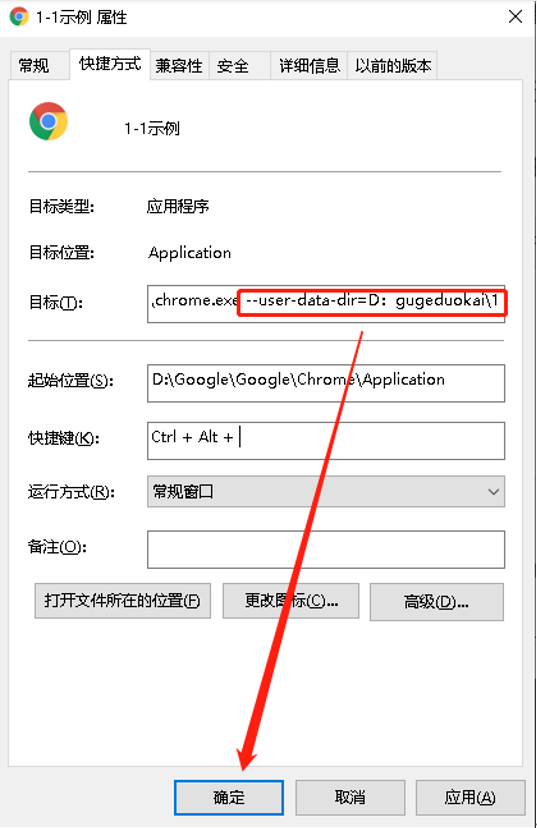 1-1示例 属性
常规 快捷方式 兼容性 安全 详细信息 以前的版本
1-1示例
目标类型: 应用程序
目标位置: Application
目标(T): \chrome.exe --user-data-dir=D：gugeduokai\1
起始位置(S): D:\Google\Google\Chrome\Application
快捷键(K): Ctrl + Alt +
运行方式(R): 常规窗口
备注(O):
打开文件所在的位置(F) 更改图标(C)... 高级(D)...
确定 取消 应用(A)